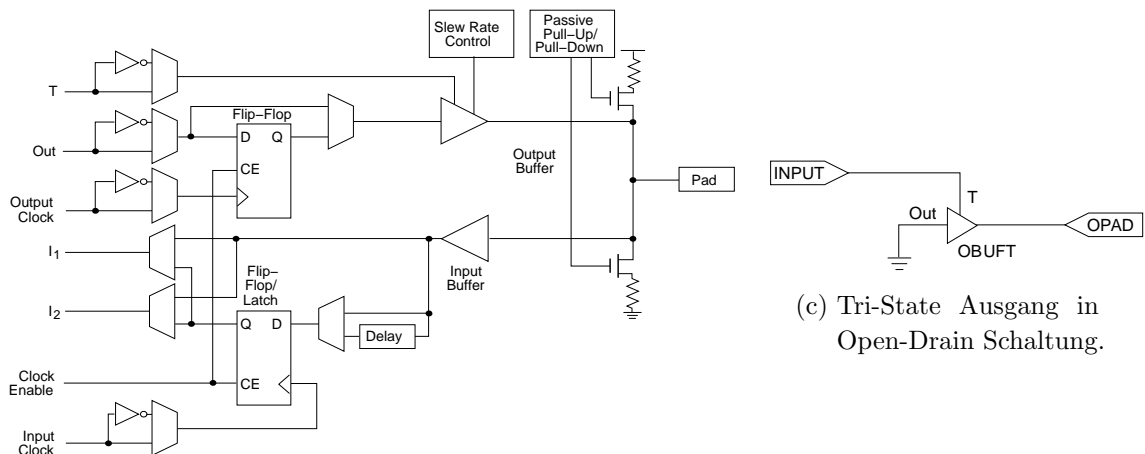 Slew Rate
Control
Passive
Pull-Up/
Pull-Down
T
Flip-Flop
D
Q
Out
CE
Output
Buffer
Pad
Output
Clock
I1
Input
Buffer
Flip-
Flop/
Latch
I2
Q
D
Delay
Clock
Enable
CE
Input
Clock
INPUT
T
Out
OBUFT
OPAD
(c) Tri-State Ausgang in
Open-Drain Schaltung.